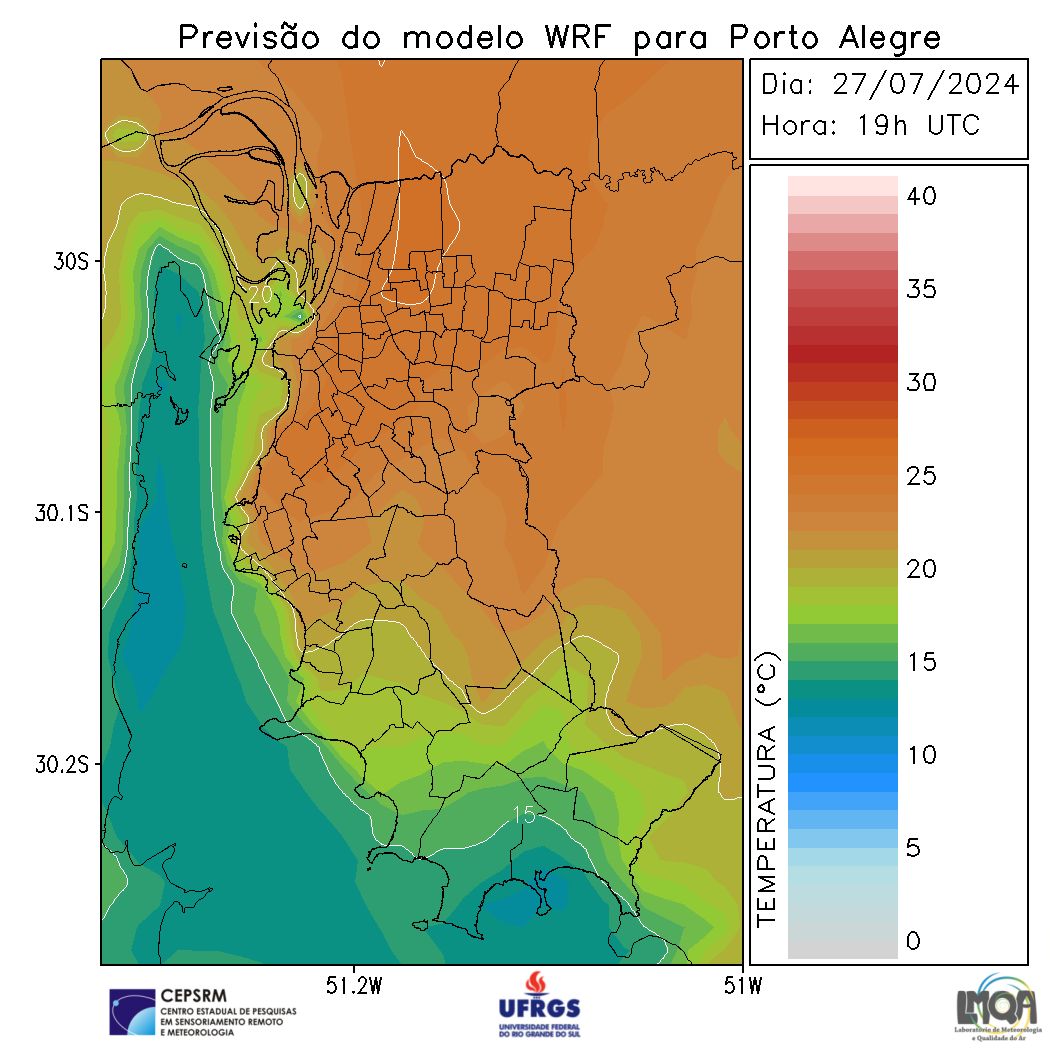 Previsão do modelo WRF para Porto Alegre
Dia: 27/07/2024
Hora: 19h UTC
40
35
30
25
20
15
10
5
0
TEMPERATURA (°C)
30S
30.1S
30.2S
20
15
51.2W
51W
CEPSRM
CENTRO ESTADUAL DE PESQUISAS
EM SENSORIAMENTO REMOTO
E METEOROLOGIA
UFRGS
UNIVERSIDADE FEDERAL
DO RIO GRANDE DO SUL
LMQA
Laboratório de Meteorologia
e Qualidade do Ar